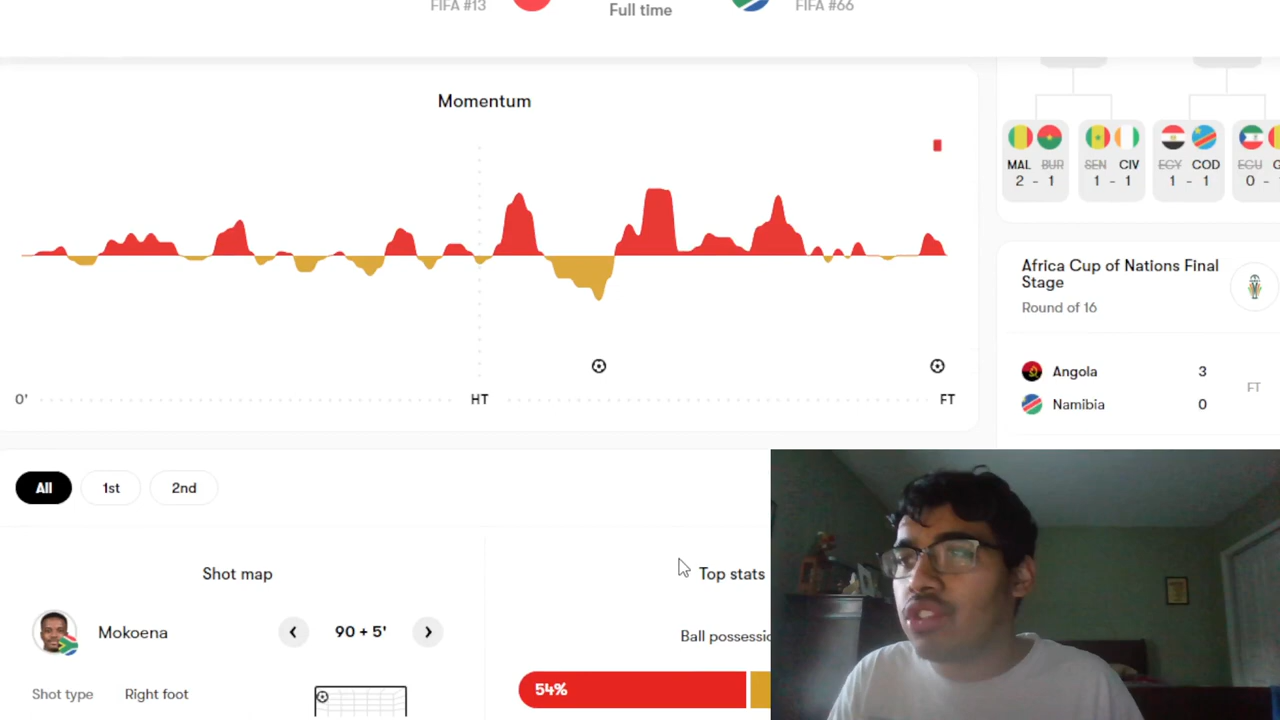 FIFA #13
Full time
FIFA #66
Momentum
MAL BUR
2 - 1
SEN CIV
1 - 1
EGY COD
1 - 1
ECU
0 -
Africa Cup of Nations Final
Stage
Round of 16
Angola 3
Namibia 0
FT
0'
HT
FT
All
1st
2nd
Shot map
Top stats
Mokoena
90 + 5'
Shot type
Right foot
54%